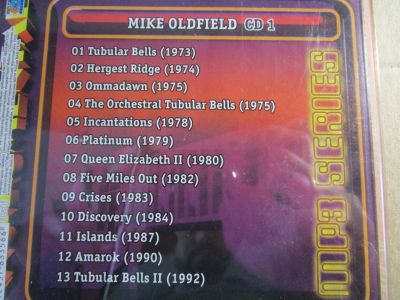 MIKE OLDFIELD CD 1
01 Tubular Bells (1973)
02 Hergest Ridge (1974)
03 Ommadawn (1975)
04 The Orchestral Tubular Bells (1975)
05 Incantations (1978)
06 Platinum (1979)
07 Queen Elizabeth II (1980)
08 Five Miles Out (1982)
09 Crises (1983)
10 Discovery (1984)
11 Islands (1987)
12 Amarok (1990)
13 Tubular Bells II (1992)
MP3 SERIES